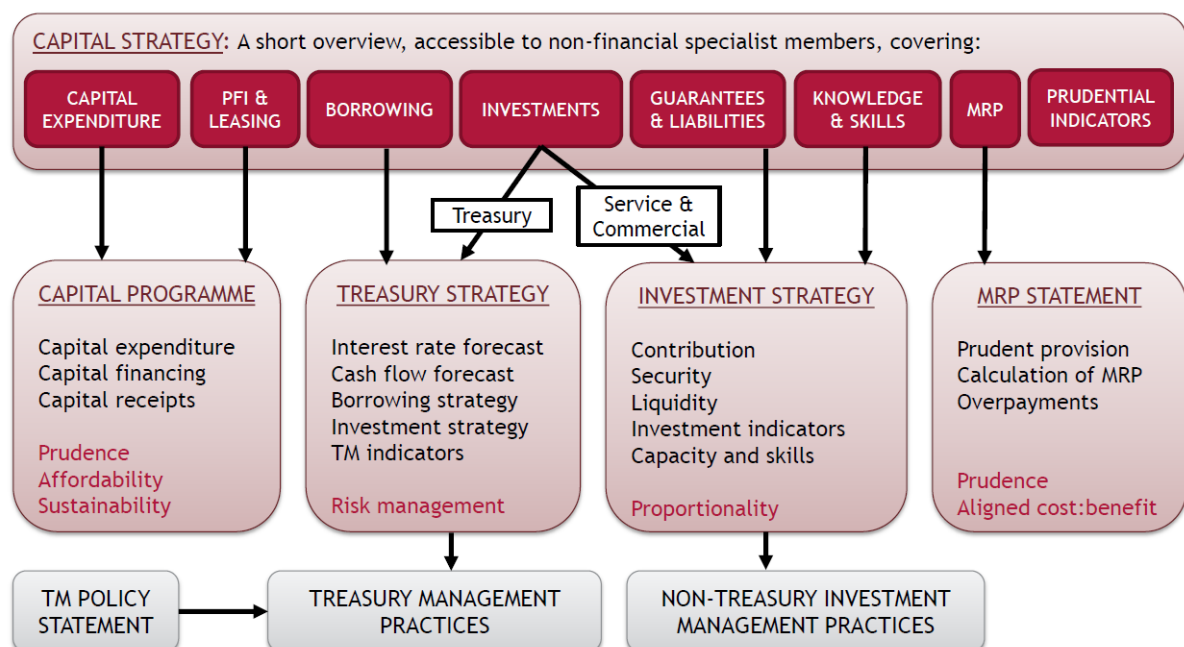 CAPITAL STRATEGY: A short overview, accessible to non-financial specialist members, covering:
CAPITAL
EXPENDITURE
PFI &
LEASING
BORROWING
INVESTMENTS
GUARANTEES
& LIABILITIES
KNOWLEDGE
& SKILLS
MRP
PRUDENTIAL
INDICATORS
Treasury
Service &
Commercial
CAPITAL PROGRAMME
Capital expenditure
Capital financing
Capital receipts
Prudence
Affordability
Sustainability
TREASURY STRATEGY
Interest rate forecast
Cash flow forecast
Borrowing strategy
Investment strategy
TM indicators
Risk management
INVESTMENT STRATEGY
Contribution
Security
Liquidity
Investment indicators
Capacity and skills
Proportionality
MRP STATEMENT
Prudent provision
Calculation of MRP
Overpayments
Prudence
Aligned cost:benefit
TM POLICY
STATEMENT
TREASURY MANAGEMENT
PRACTICES
NON-TREASURY INVESTMENT
MANAGEMENT PRACTICES